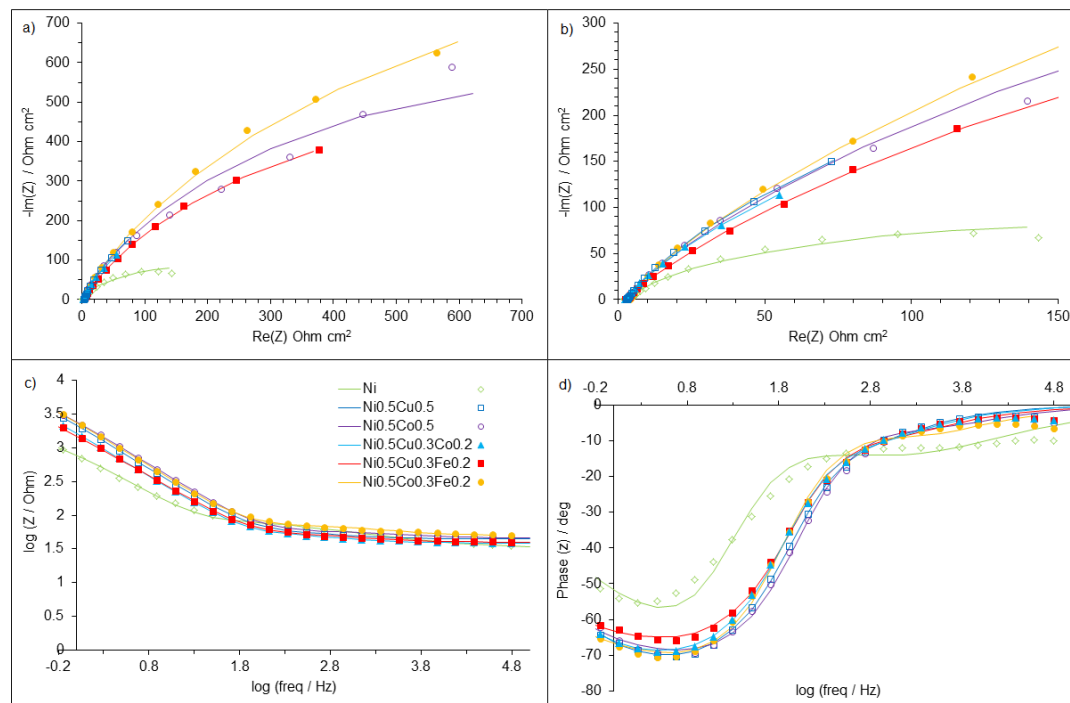 a)
700
600
500
400
300
200
100
0
-Im(Z) / Ohm cm²
0 100 200 300 400 500 600 700
Re(Z) Ohm cm²
b)
300
250
200
150
100
50
0
-Im(Z) / Ohm cm²
0 50 100 150
Re(Z) Ohm cm²
c)
4
3.5
3
2.5
2
1.5
1
0.5
0
log (Z / Ohm)
-0.2 0.8 1.8 2.8 3.8 4.8
log (freq / Hz)
Ni
Ni0.5Cu0.5
Ni0.5Co0.5
Ni0.5Cu0.3Co0.2
Ni0.5Cu0.3Fe0.2
Ni0.5Co0.3Fe0.2
d)
-0.2 0.8 1.8 2.8 3.8 4.8
0
-10
-20
-30
-40
-50
-60
-70
-80
Phase (z) / deg
log (freq / Hz)